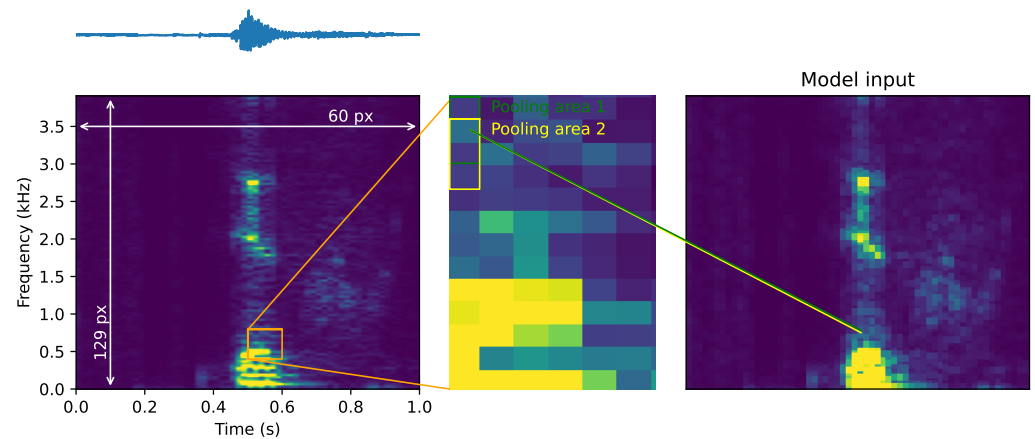 Model input
60 px
129 px
Pooling area 1
Pooling area 2
3.5
3.0
2.5
2.0
1.5
1.0
0.5
0.0
Frequency (kHz)
0.0 0.2 0.4 0.6 0.8 1.0
Time (s)